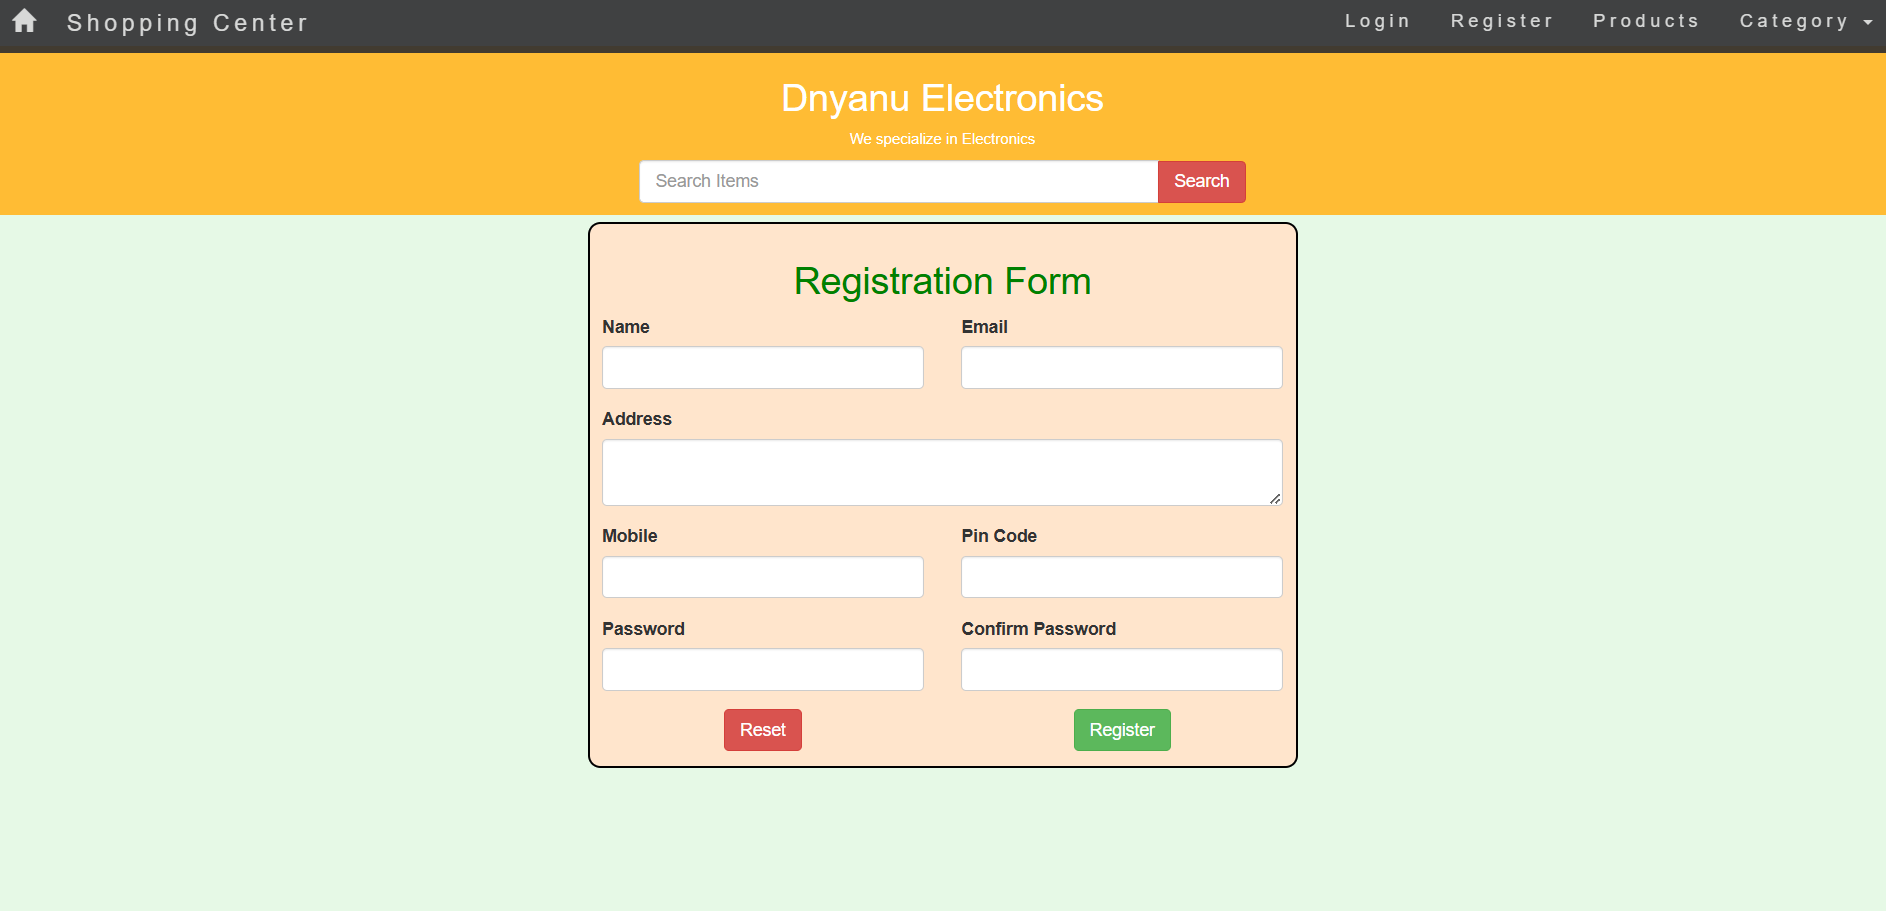 Shopping Center Login Register Products Category
Dnyanu Electronics
We specialize in Electronics
Search Items Search
Registration Form
Name Email
Address
Mobile Pin Code
Password Confirm Password
Reset Register